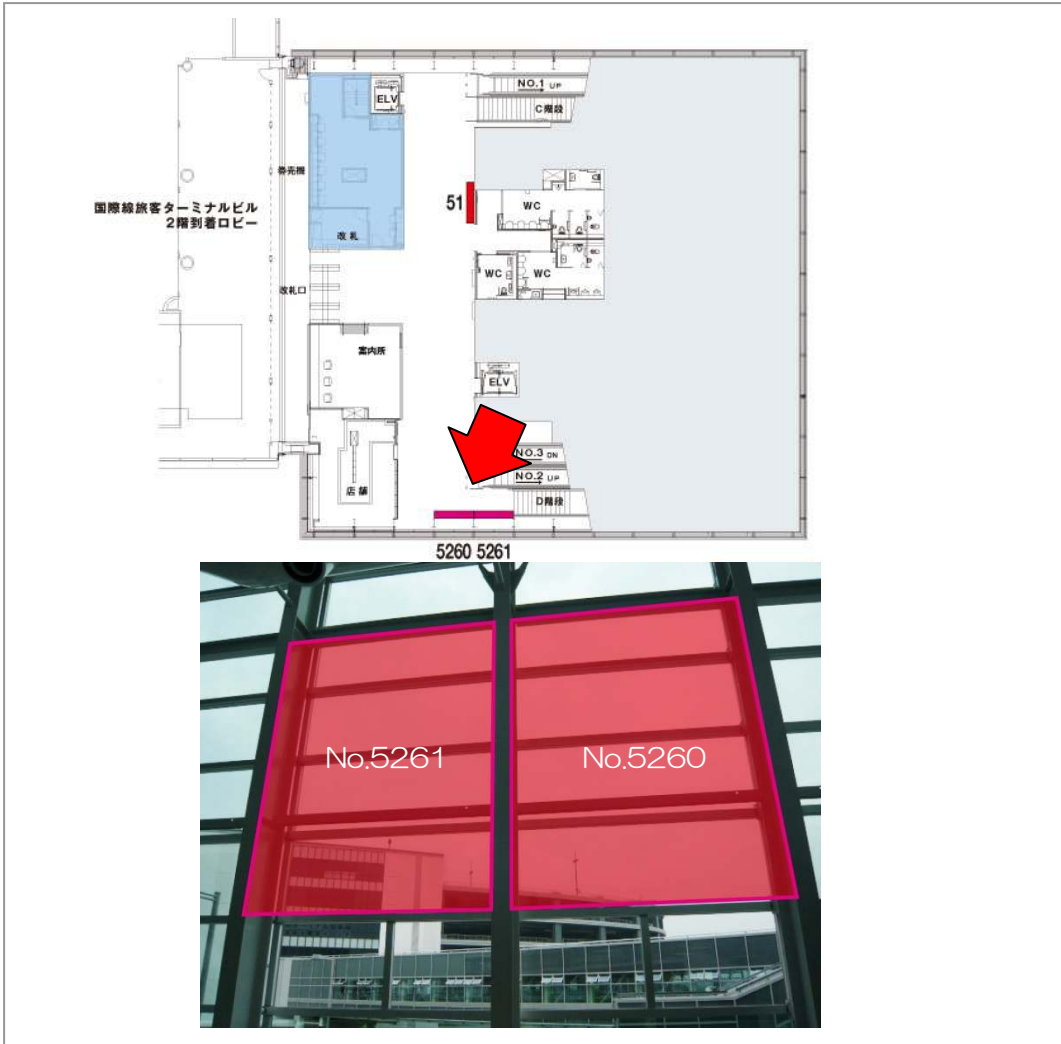 NO.1 UP
ELV
C階段
券売機
51
WC
国際線旅客ターミナルビル
2階到着ロビー
改札
WC
WC
改札口
案内所
ELV
NO.3 DN
NO.2 UP
店舗
D階段
5260 5261
No.5261
No.5260